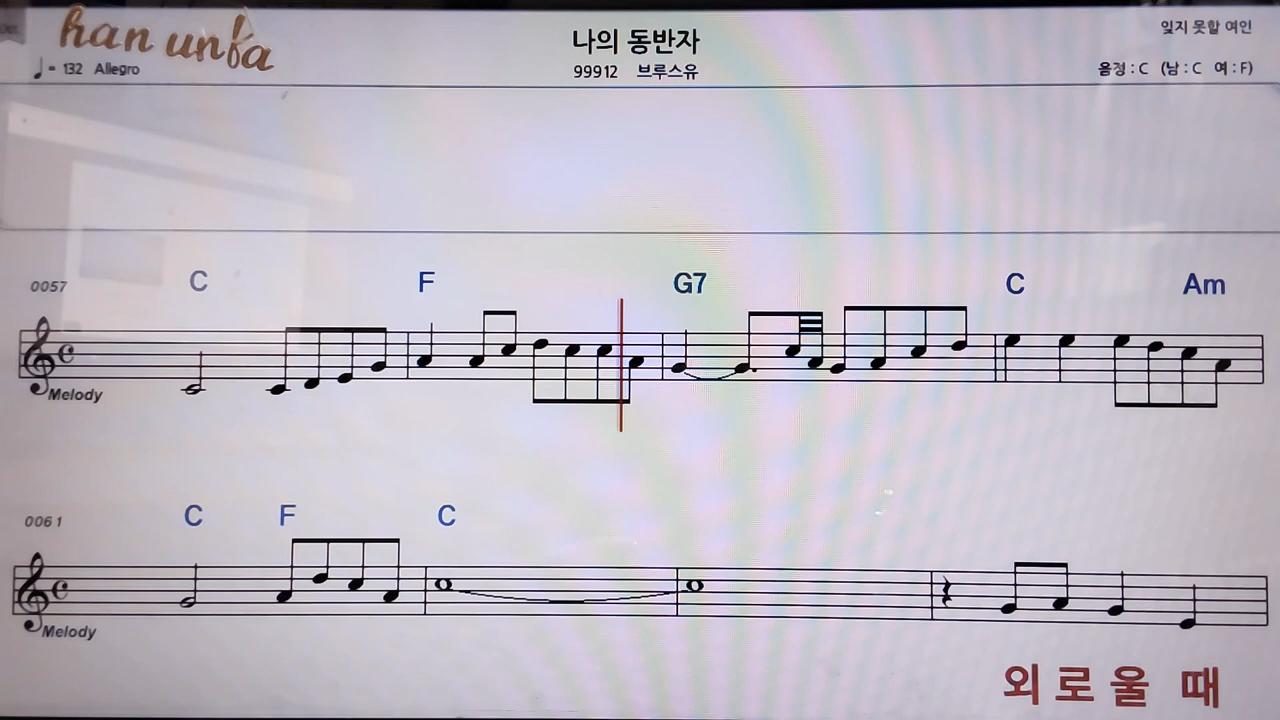 han unba
나의 동반자
잊지 못할 여인
♩= 132 Allegro
99912 브루스유
음정 : C (남 : C 여 : F)
0057 C F G7 C Am
Melody
0061 C F C
Melody
외로울 때